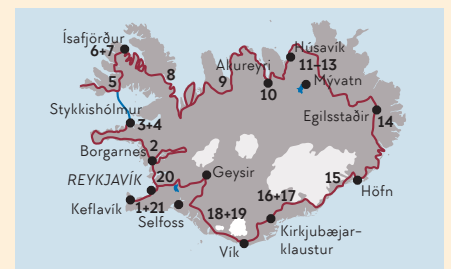 Ísafjörður
6+7
Húsavík
Akureyri
11–13
Mývatn
5
8
9
10
Stykkishólmur
3+4
Egilsstaðir
14
Borgarnes
2
REYKJAVÍK
20
Geysir
15
Höfn
Keflavík
1+21
Selfoss
16+17
18+19
Kirkjubæjar-
klaustur
Vík